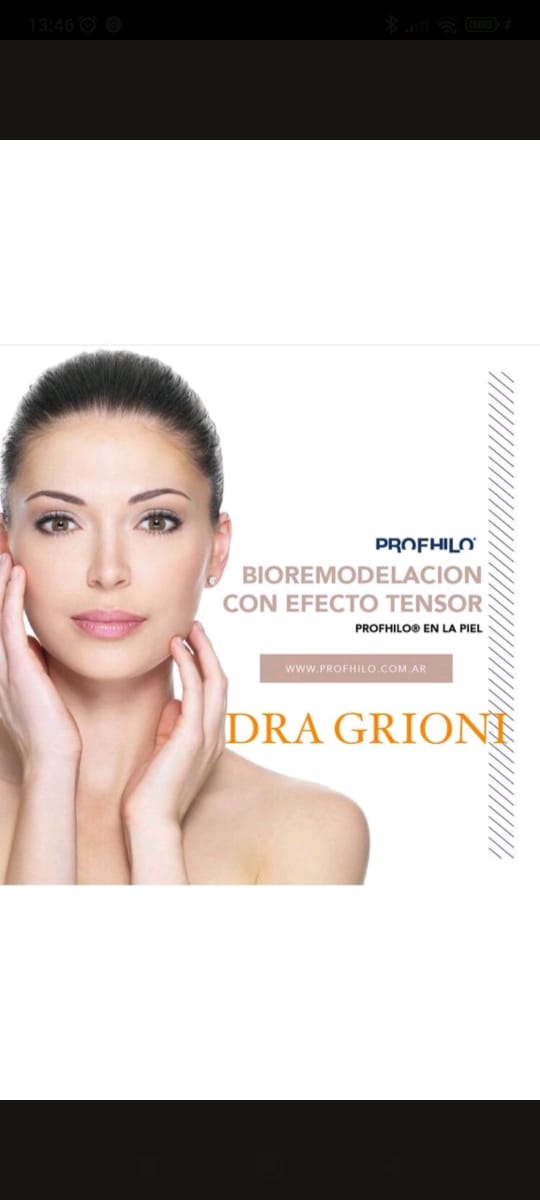 13:46
PROFHILO®
BIOREMODELACION
CON EFECTO TENSOR
PROFHILO® EN LA PIEL
WWW.PROFHILO.COM.AR
DRA GRIONI